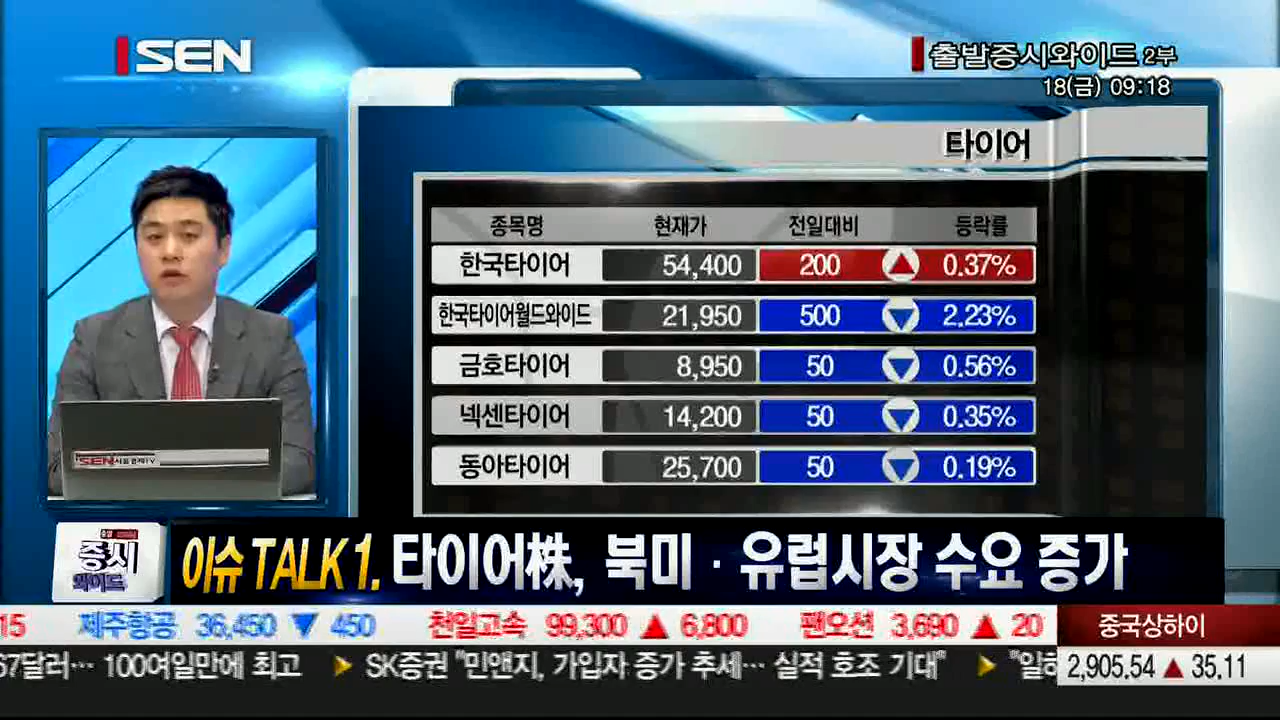 SEN
출발증시와이드 2부
18(금) 09:18
타이어
종목명 현재가 전일대비 등락률
한국타이어 54,400 200 ▲ 0.37%
한국타이어월드와이드 21,950 500 ▼ 2.23%
금호타이어 8,950 50 ▼ 0.56%
넥센타이어 14,200 50 ▼ 0.35%
동아타이어 25,700 50 ▼ 0.19%
SEN 서울경제TV
증시
와이드
이슈 TALK 1. 타이어株, 북미·유럽시장 수요 증가
15 제주항공 36,450 ▼ 450 천일고속 99,300 ▲ 6,800 팬오션 3,690 ▲ 20 중국상하이
67달러… 100여일만에 최고 ▶ SK증권 "민앤지, 가입자 증가 추세… 실적 호조 기대" ▶ "일하 2,905.54 ▲ 35.11